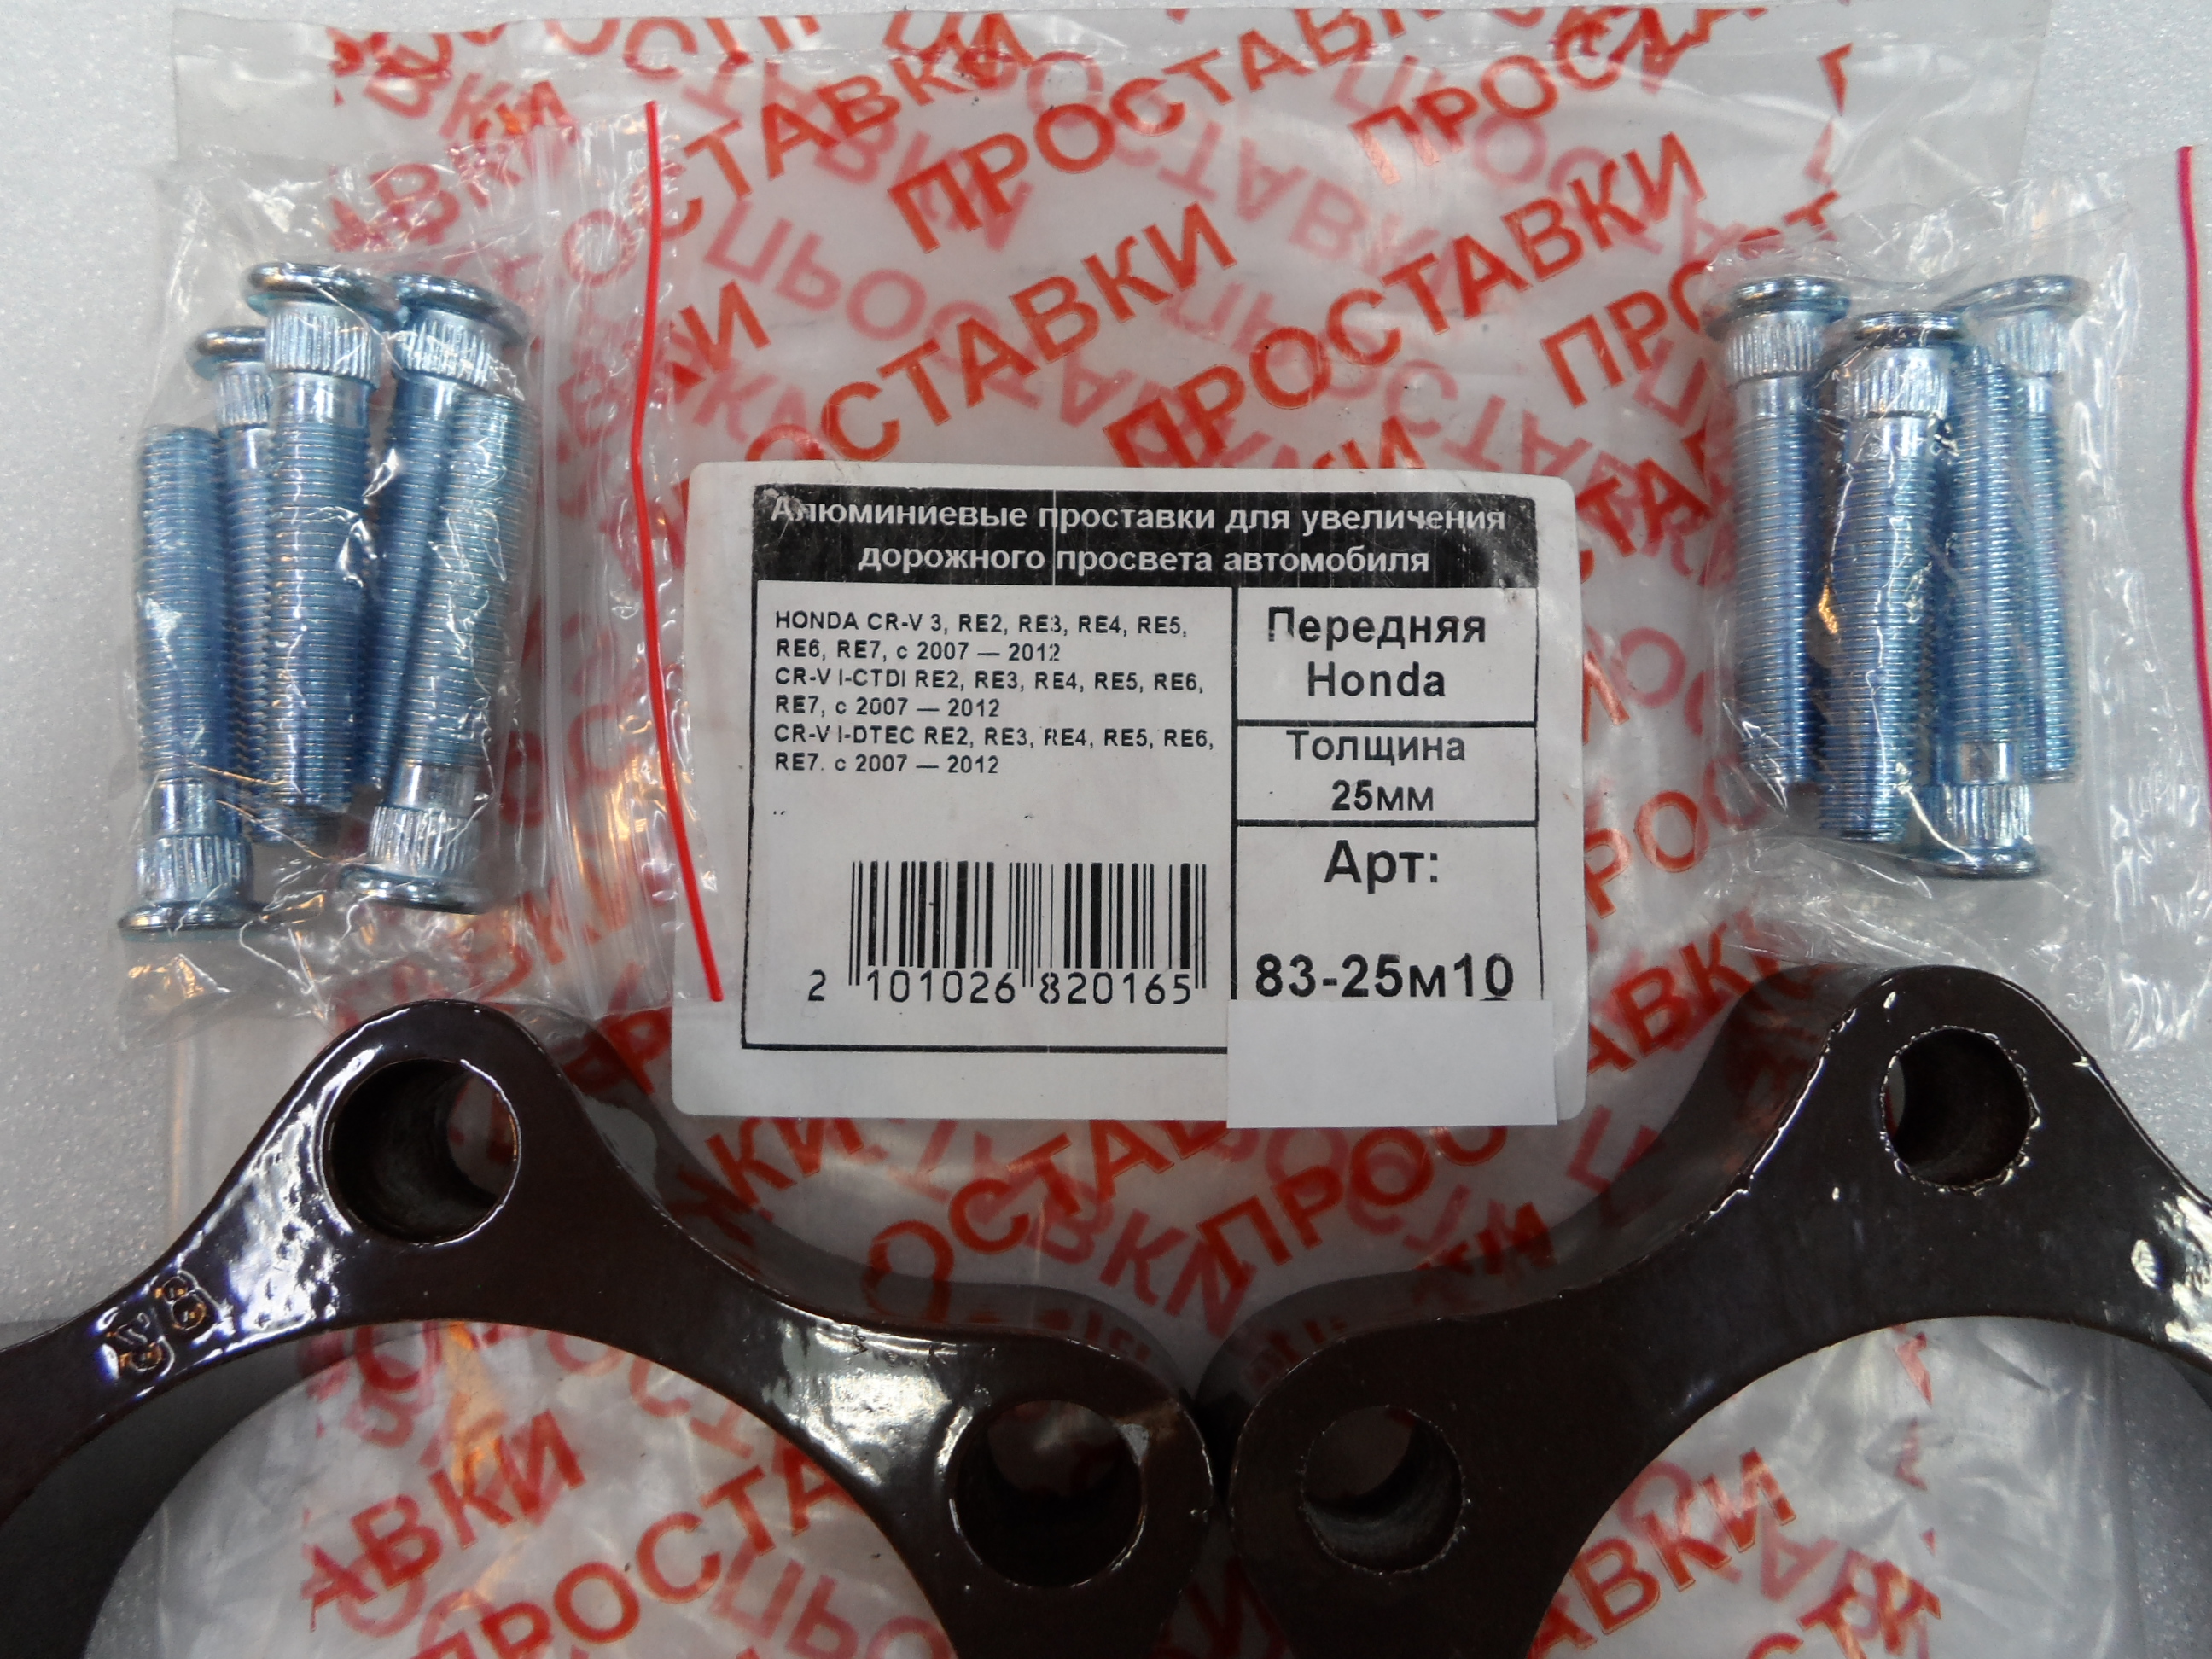 ПРОСТАВКИ
ПРОСТАВКИ
ПРОСТАВКИ
Алюминиевые проставки для увеличения
дорожного просвета автомобиля
HONDA CR-V 3, RE2, RE3, RE4, RE5,
RE6, RE7, с 2007 — 2012
CR-V I-CTDI RE2, RE3, RE4, RE5, RE6,
RE7, с 2007 — 2012
CR-V I-DTEC RE2, RE3, RE4, RE5, RE6,
RE7. с 2007 — 2012
Передняя
Honda
Толщина
25мм
Арт:
83-25м10
2 101026 820165